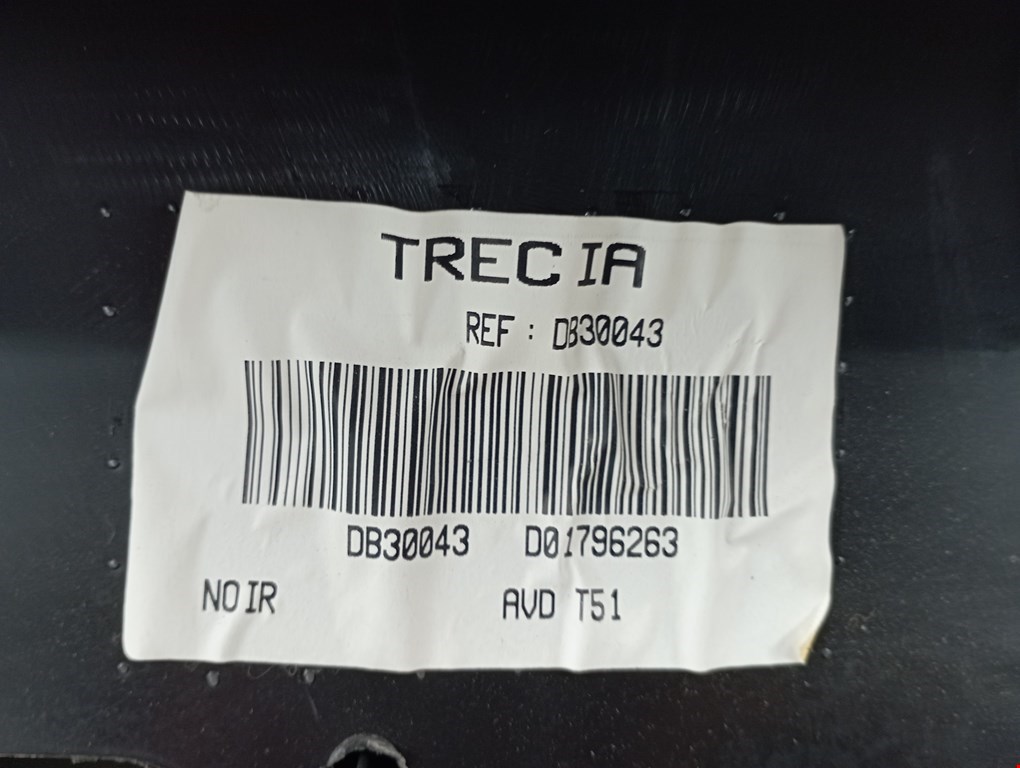 TRECIA
REF : DB30043
DB30043 D01796263
NOIR AVD T51